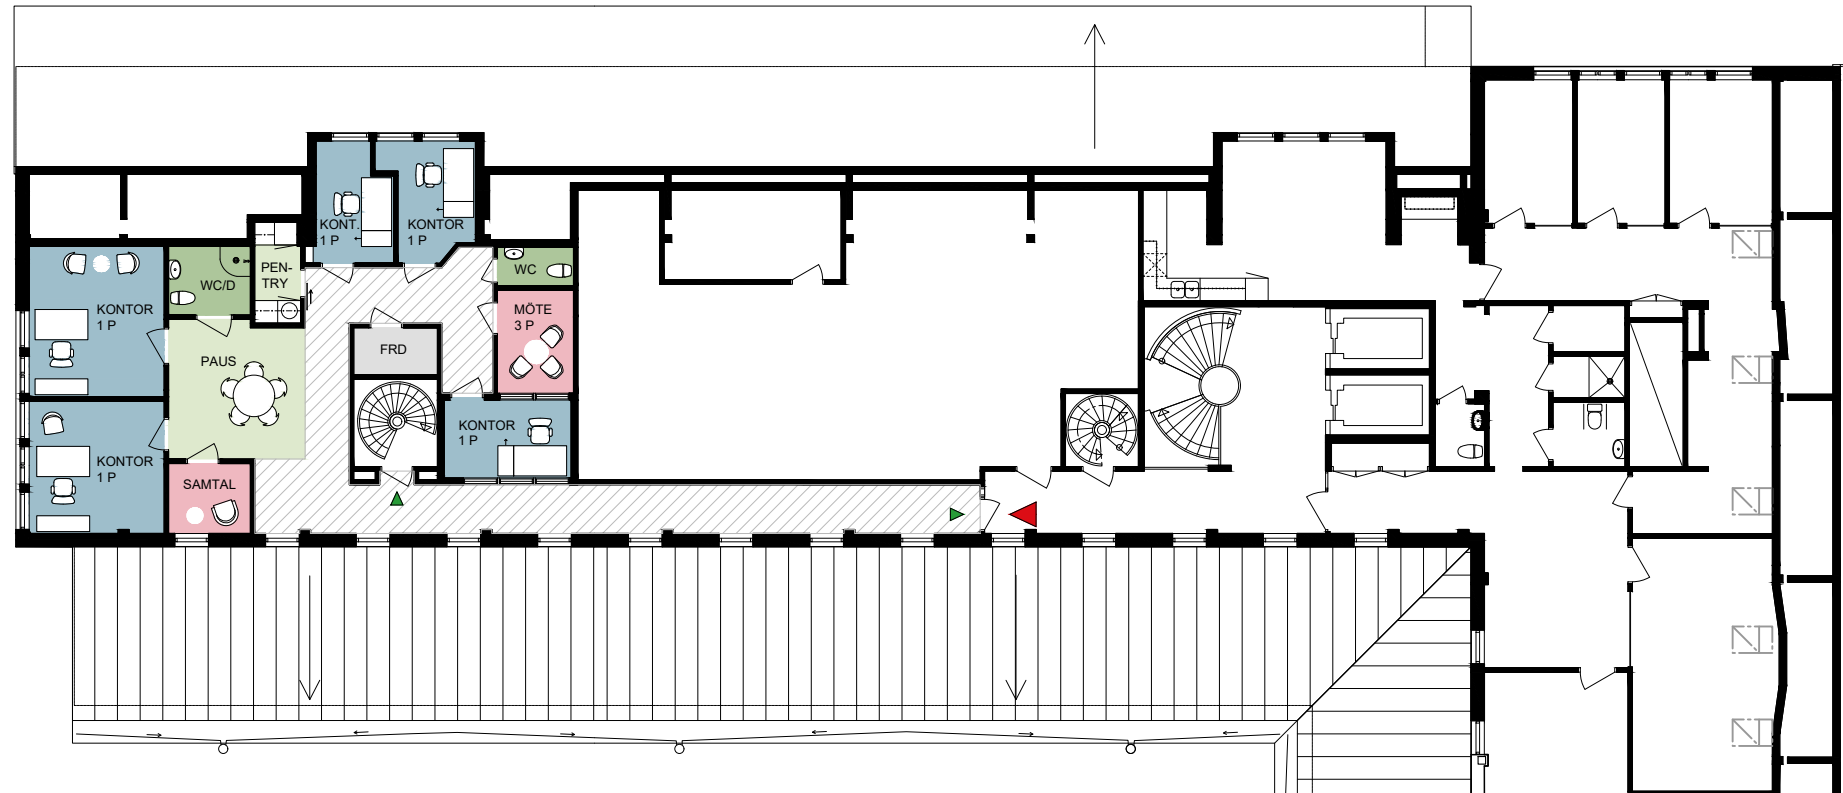 KONT.
1 P
KONTOR
1 P
WC/D
PEN-
TRY
WC
KONTOR
1 P
MÖTE
3 P
PAUS
FRD
KONTOR
1 P
KONTOR
1 P
SAMTAL